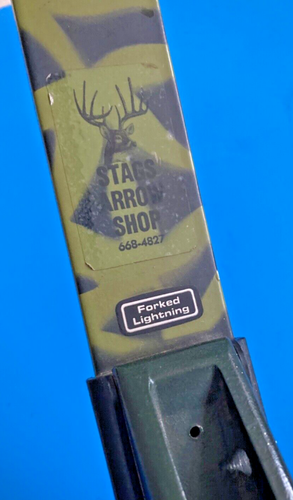 STAGS
ARROW
SHOP
668-4827
Forked
Lightning